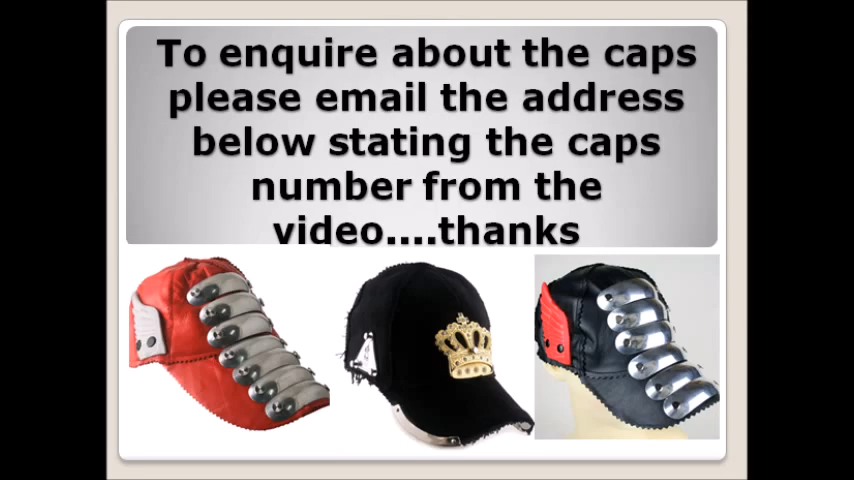 To enquire about the caps
please email the address
below stating the caps
number from the
video....thanks